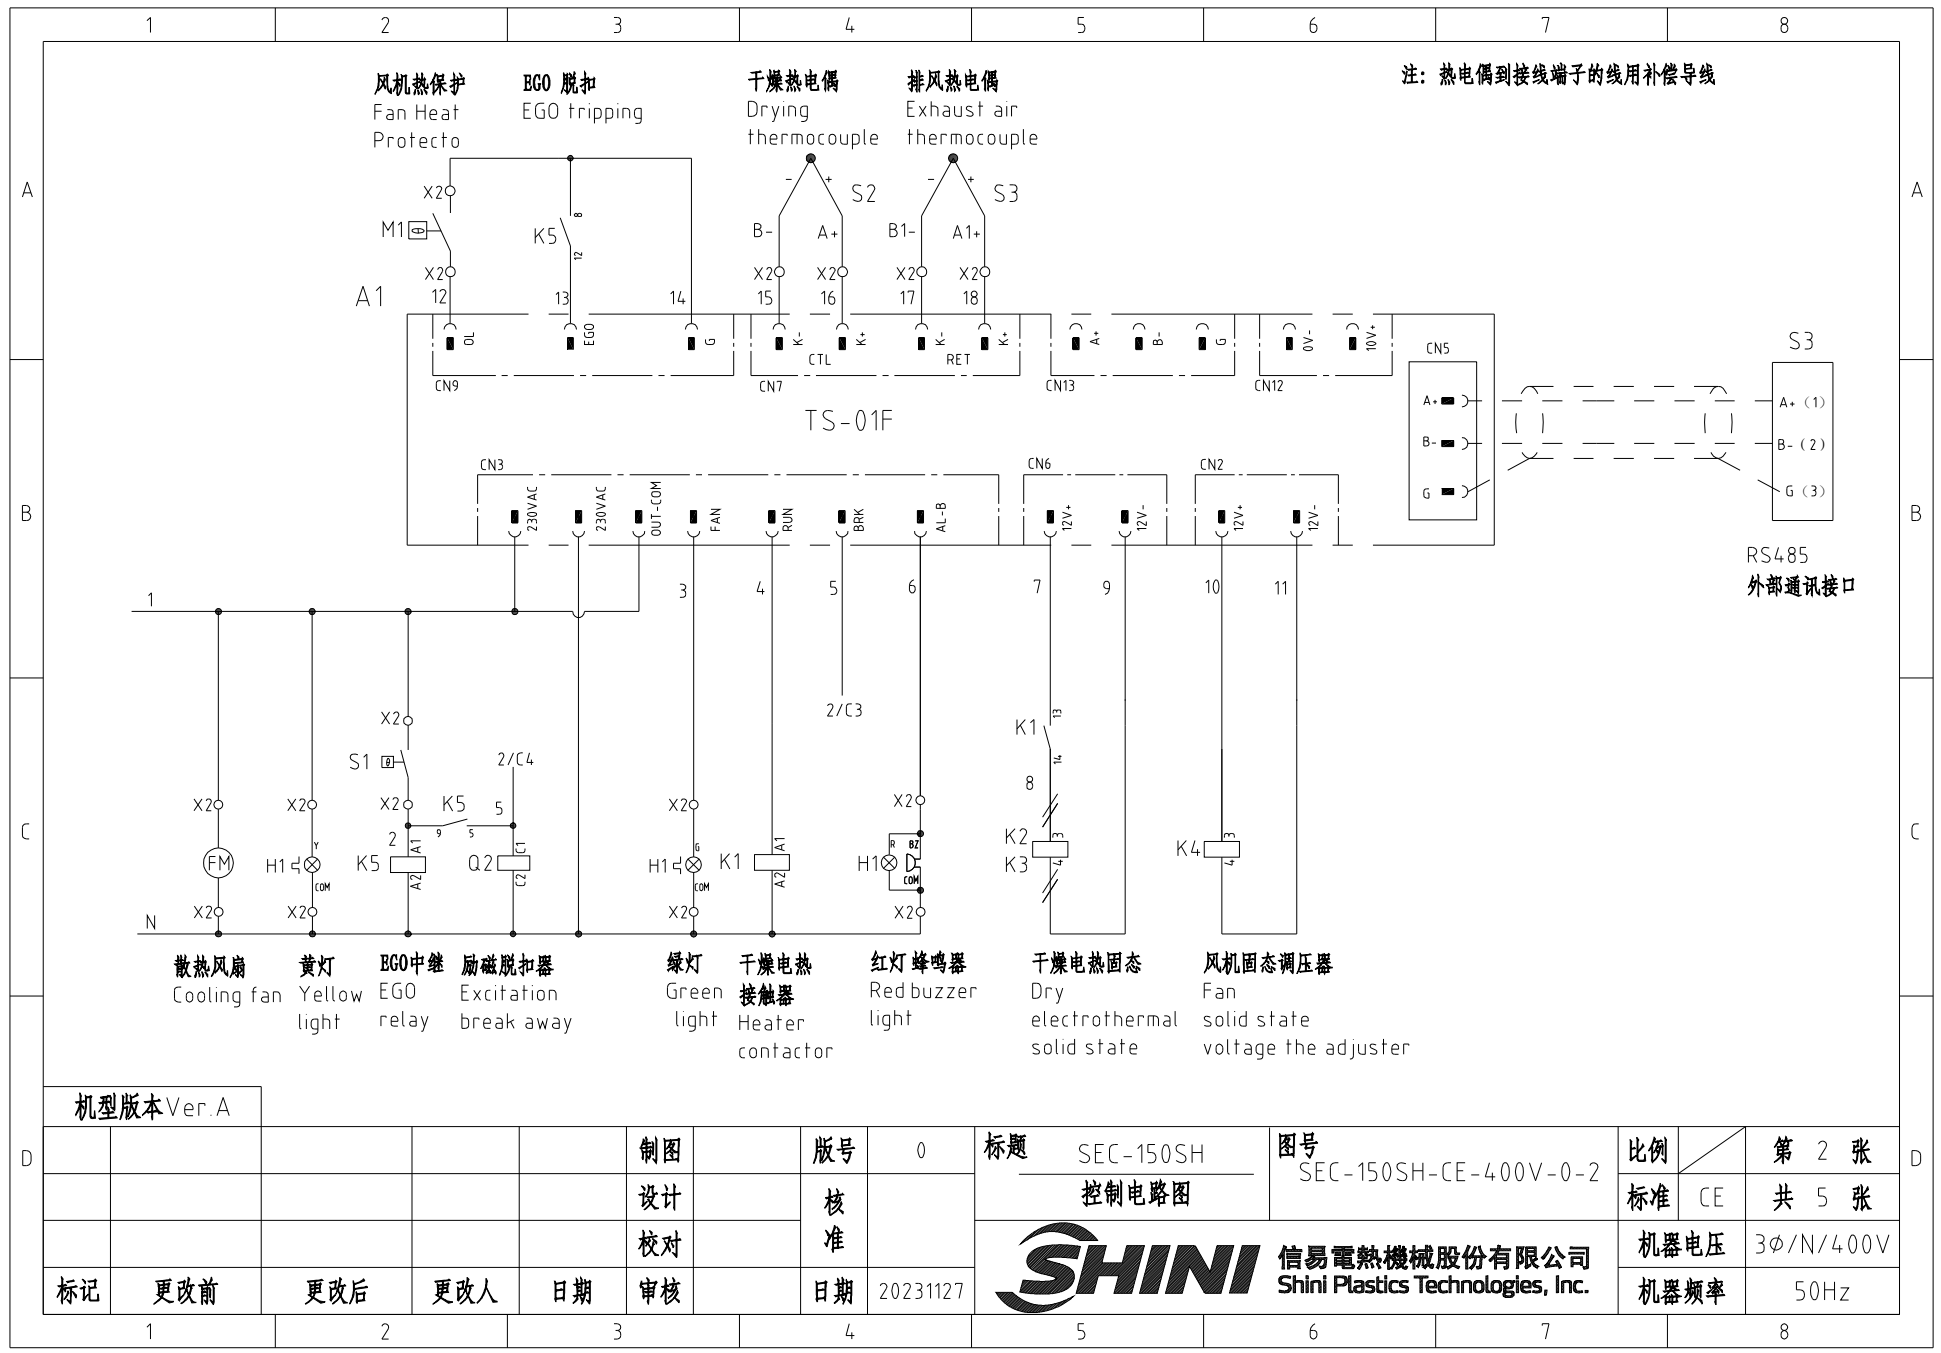 1 2 3 4 5 6 7 8
风机热保护
Fan Heat
Protecto
EGO 脱扣
EGO tripping
干燥热电偶
Drying
thermocouple
排风热电偶
Exhaust air
thermocouple
注：热电偶到接线端子的线用补偿导线
A
A
X2
- + S2
- + S3
M1 θ
K5
8
12
B- A+
B1- A1+
X2
X2 X2
X2 X2
A1
12 13 14
15 16
17 18
OL EGO G
K- K+ K- K+
CTL RET
A+ B- G
0V- 10V+
CN9
CN7
CN13
CN12
CN5
S3
A+
B-
G
A+ (1)
B- (2)
G (3)
TS-01F
CN3
CN6
CN2
B
B
230VAC 230VAC OUT-COM FAN RUN BRK AL-B
12V+ 12V-
12V+ 12V-
RS485
外部通讯接口
1
3 4 5 6 7 9 10 11
2/C3
X2
S1 θ
2/C4
K1
13
14
8
C
C
X2
X2
X2
K5
9 5
5
2
X2
X2
FM
H1
Y
COM
K5
A1
A2
Q2
C1
C2
H1
G
COM
K1
A1
A2
H1
R
BZ
COM
K2
K3
3
4
K4
3
4
X2
X2
X2
X2
N
散热风扇
Cooling fan
黄灯
Yellow
light
EGO中继
EGO
relay
励磁脱扣器
Excitation
break away
绿灯
Green
light
干燥电热
接触器
Heater
contactor
红灯 蜂鸣器
Red buzzer
light
干燥电热固态
Dry
electrothermal
solid state
风机固态调压器
Fan
solid state
voltage the adjuster
机型版本Ver.A
D
D
制图
版号
0
标题
SEC-150SH
控制电路图
图号
SEC-150SH-CE-400V-0-2
比例
第 2 张
设计
核
准
标准
CE
共 5 张
校对
SHINI
信易電熱機械股份有限公司
Shini Plastics Technologies, Inc.
机器电压
3Φ/N/400V
标记
更改前
更改后
更改人
日期
审核
日期
20231127
机器频率
50Hz
1 2 3 4 5 6 7 8